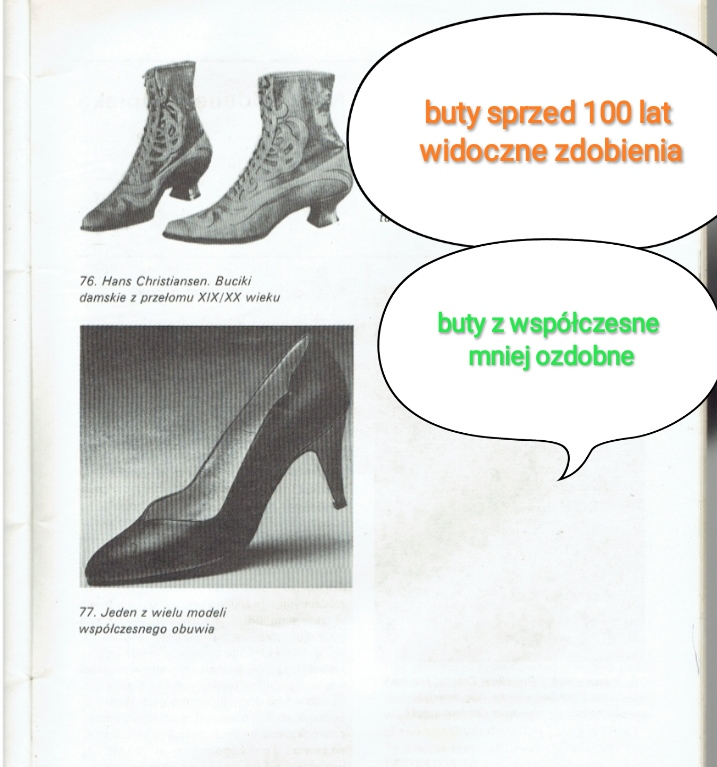 buty sprzed 100 lat
widoczne zdobienia
76. Hans Christiansen. Buciki
damskie z przełomu XIX/XX wieku
buty z współczesne
mniej ozdobne
77. Jeden z wielu modeli
współczesnego obuwia